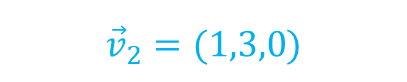 v⃗₂ = (1,3,0)